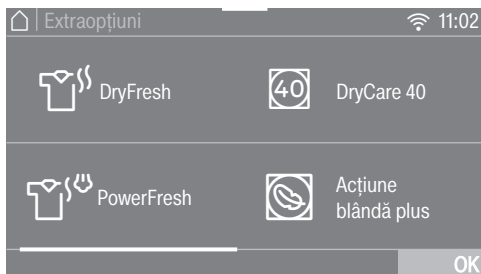 Extraopțiuni
11:02
DryFresh
40
DryCare 40
PowerFresh
Acțiune
blândă plus
OK